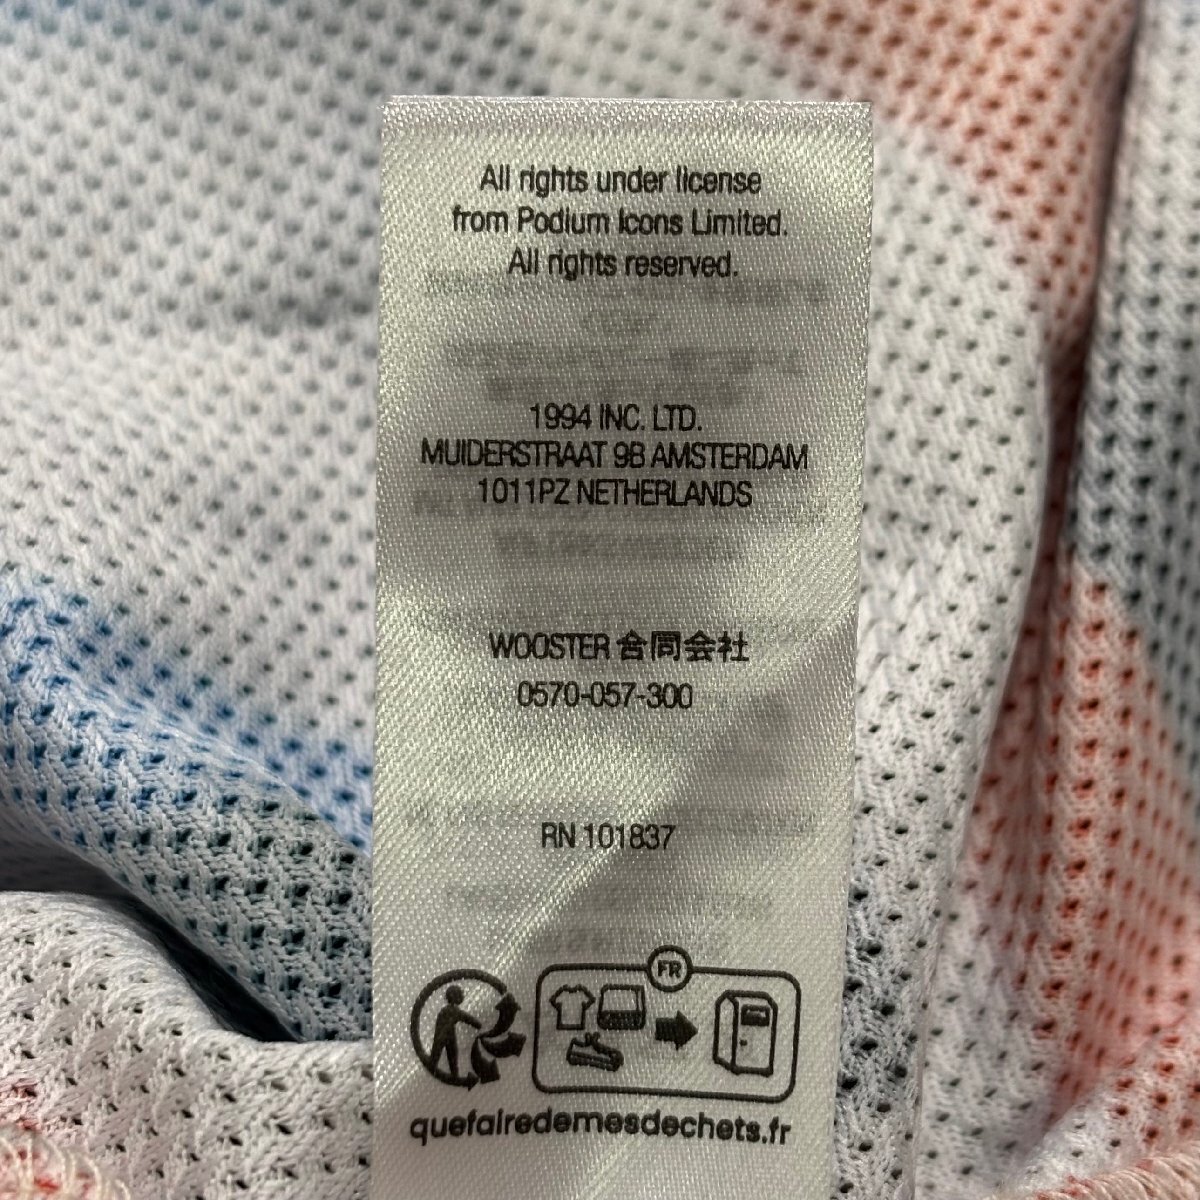 All rights under license
from Podium Icons Limited.
All rights reserved.
1994 INC. LTD.
MUIDERSTRAAT 9B AMSTERDAM
1011PZ NETHERLANDS
WOOSTER 合同会社
0570-057-300
RN 101837
FR
quefairedemesdechets.fr